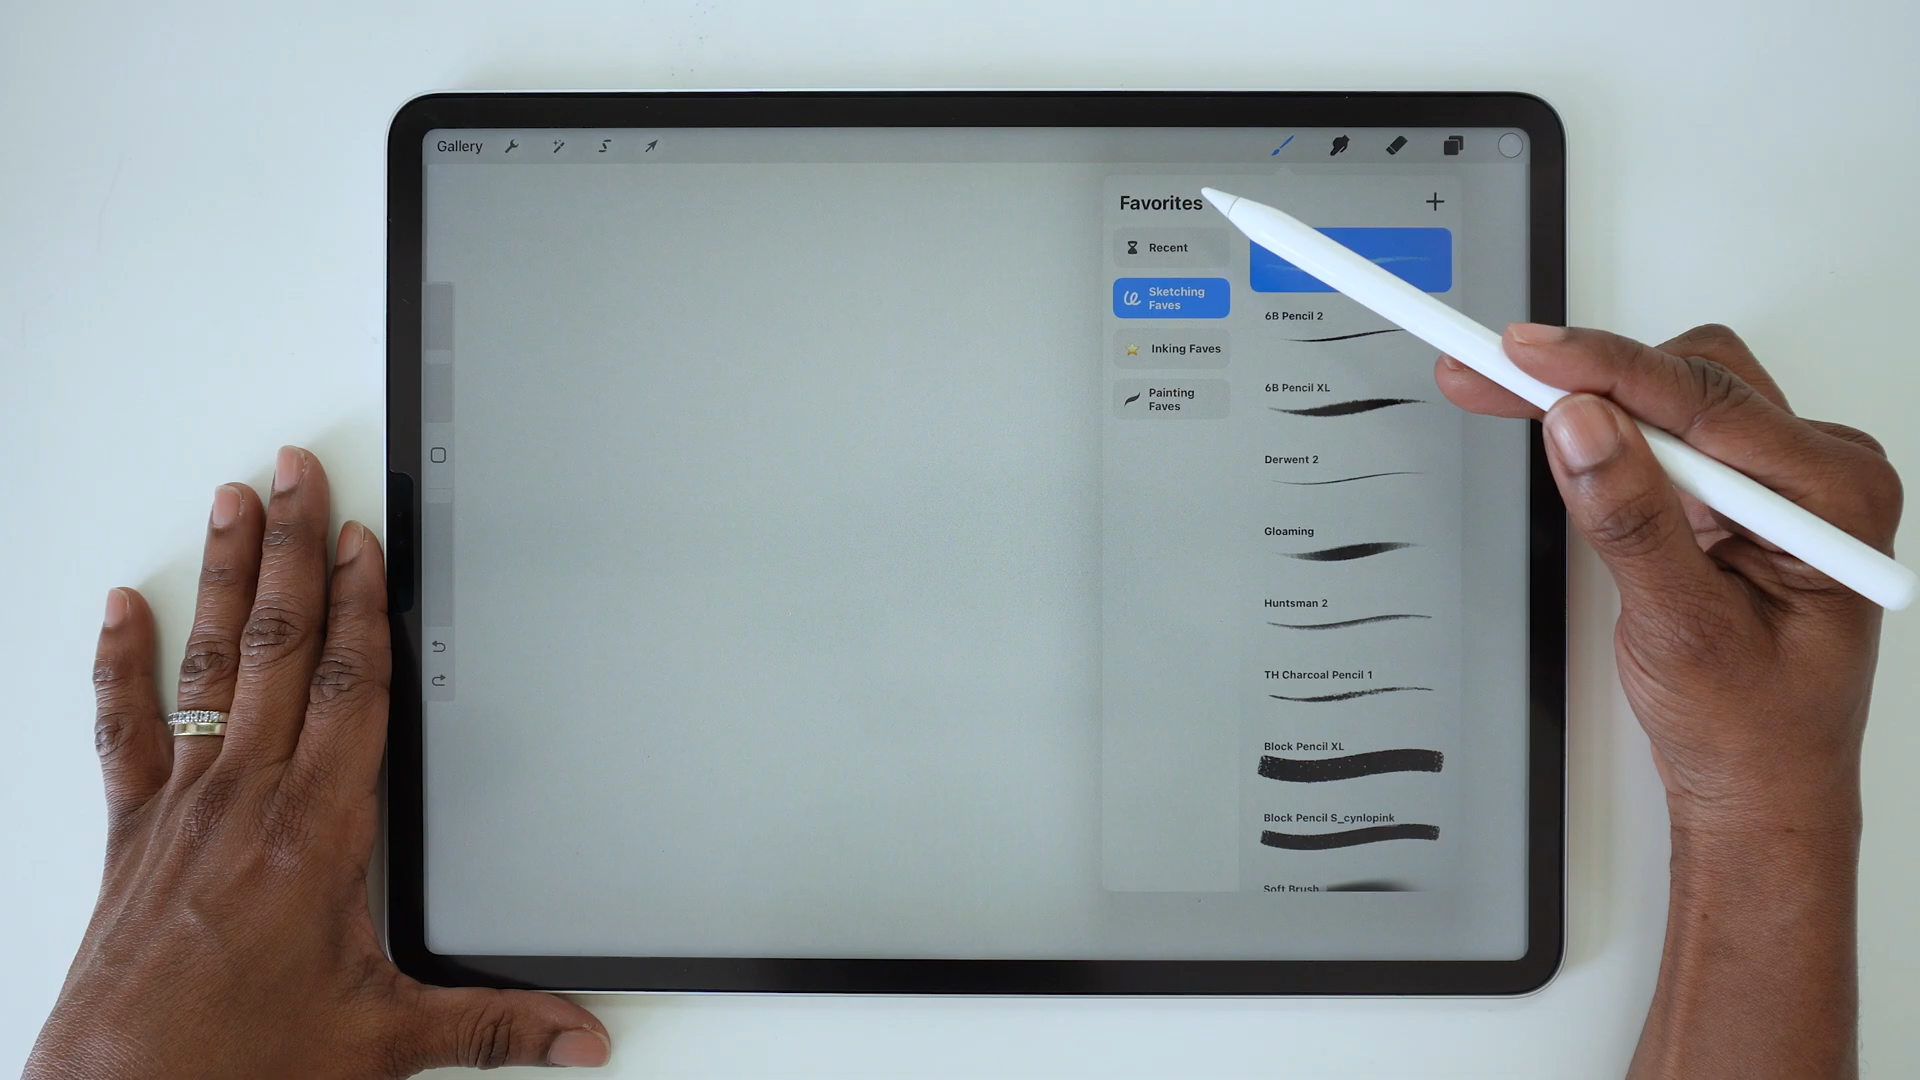 Gallery
Favorites
Recent
Sketching
Faves
Inking Faves
Painting
Faves
6B Pencil 2
6B Pencil XL
Derwent 2
Gloaming
Huntsman 2
TH Charcoal Pencil 1
Block Pencil XL
Block Pencil S_cynlopink
Soft Brush